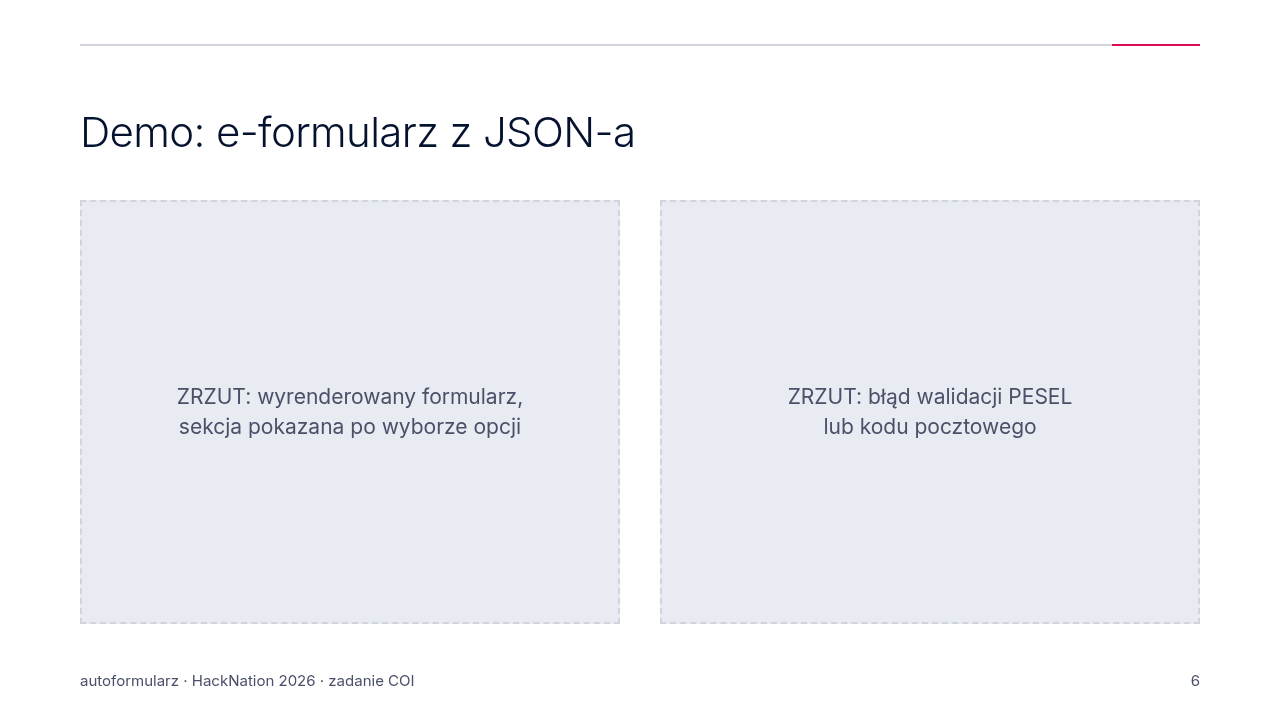 Demo: e-formularz z JSON-a
ZRZUT: wyrenderowany formularz,
sekcja pokazana po wyborze opcji
ZRZUT: błąd walidacji PESEL
lub kodu pocztowego
autoformularz · HackNation 2026 · zadanie COI
6